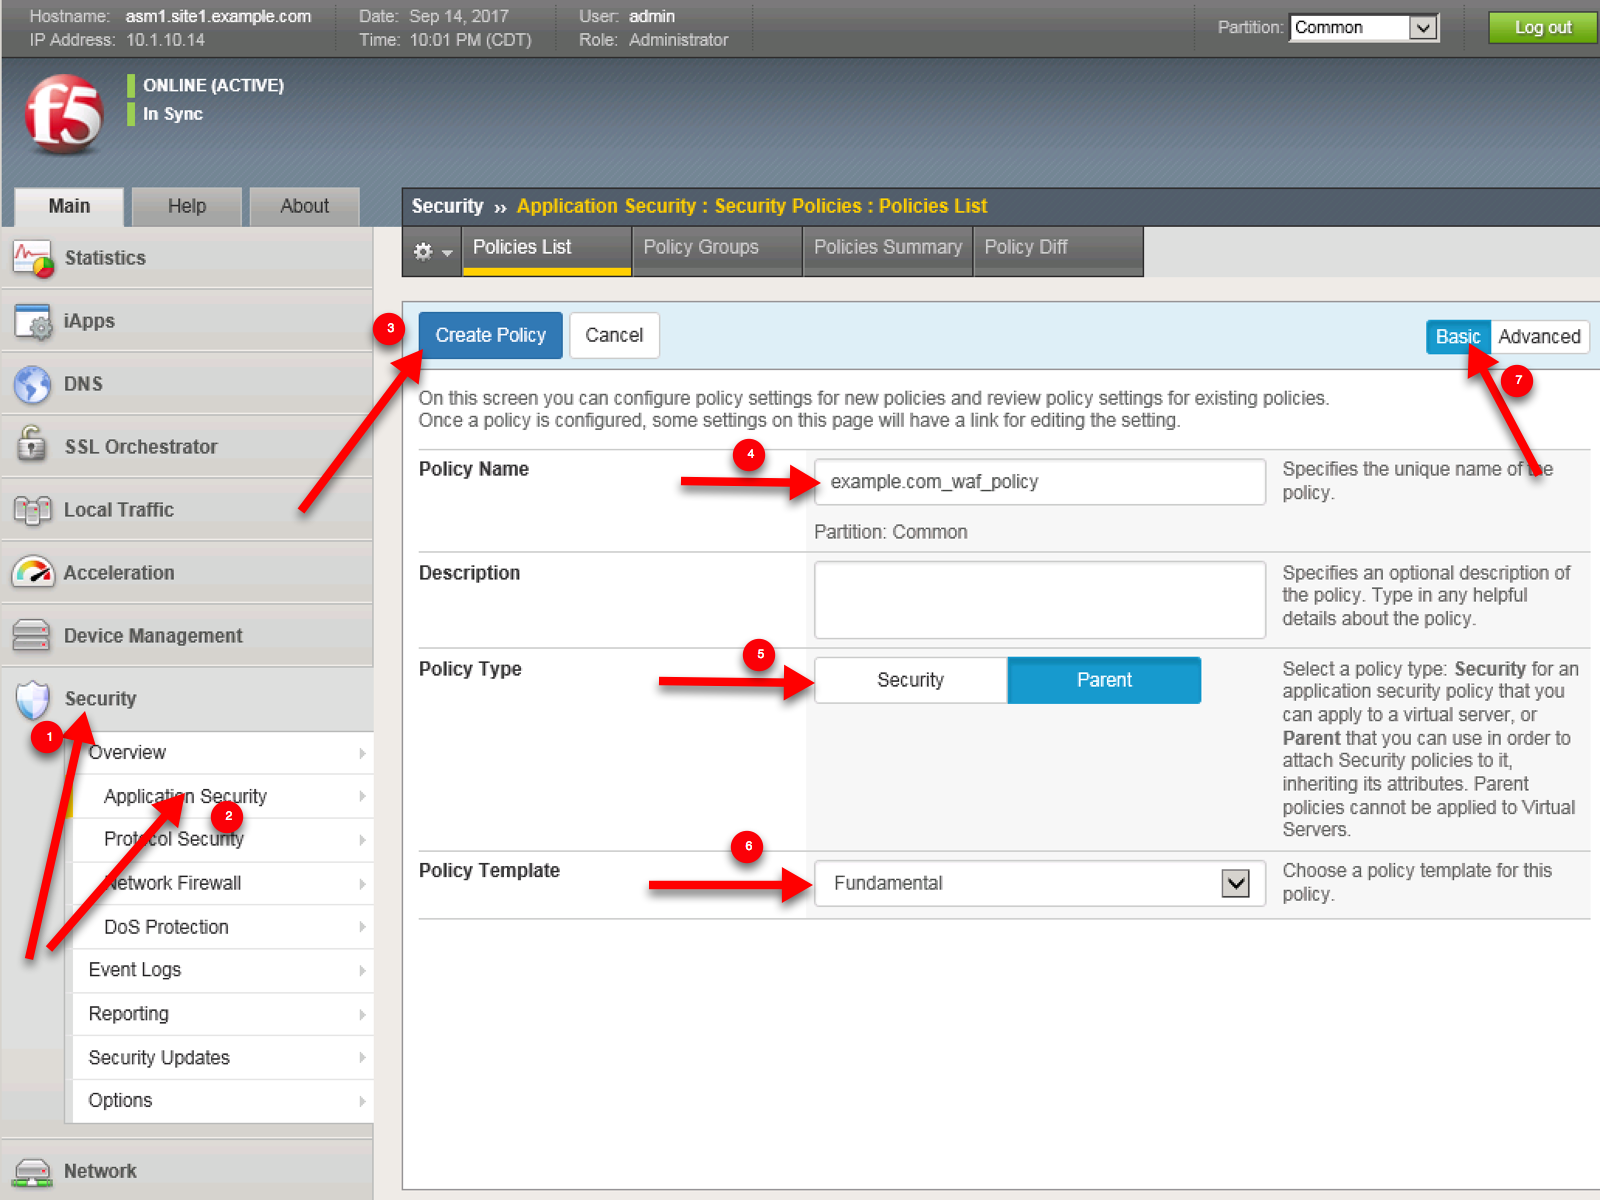 Hostname: asm1.site1.example.com Date: Sep 14, 2017 User: admin
IP Address: 10.1.10.14 Time: 10:01 PM (CDT) Role: Administrator
Partition: Common
Log out
f5
ONLINE (ACTIVE)
In Sync
Main Help About
Security » Application Security : Security Policies : Policies List
Policies List Policy Groups Policies Summary Policy Diff
Statistics
iApps
DNS
SSL Orchestrator
Local Traffic
Acceleration
Device Management
Security
1
Overview
Application Security
2
Protocol Security
Network Firewall
DoS Protection
Event Logs
Reporting
Security Updates
Options
Network
3
Create Policy Cancel
Basic Advanced
7
On this screen you can configure policy settings for new policies and review policy settings for existing policies.
Once a policy is configured, some settings on this page will have a link for editing the setting.
Policy Name
4
example.com_waf_policy
Partition: Common
Specifies the unique name of the
policy.
Description
Specifies an optional description of
the policy. Type in any helpful
details about the policy.
Policy Type
5
Security Parent
Select a policy type: Security for an
application security policy that you
can apply to a virtual server, or
Parent that you can use in order to
attach Security policies to it,
inheriting its attributes. Parent
policies cannot be applied to Virtual
Servers.
Policy Template
6
Fundamental
Choose a policy template for this
policy.